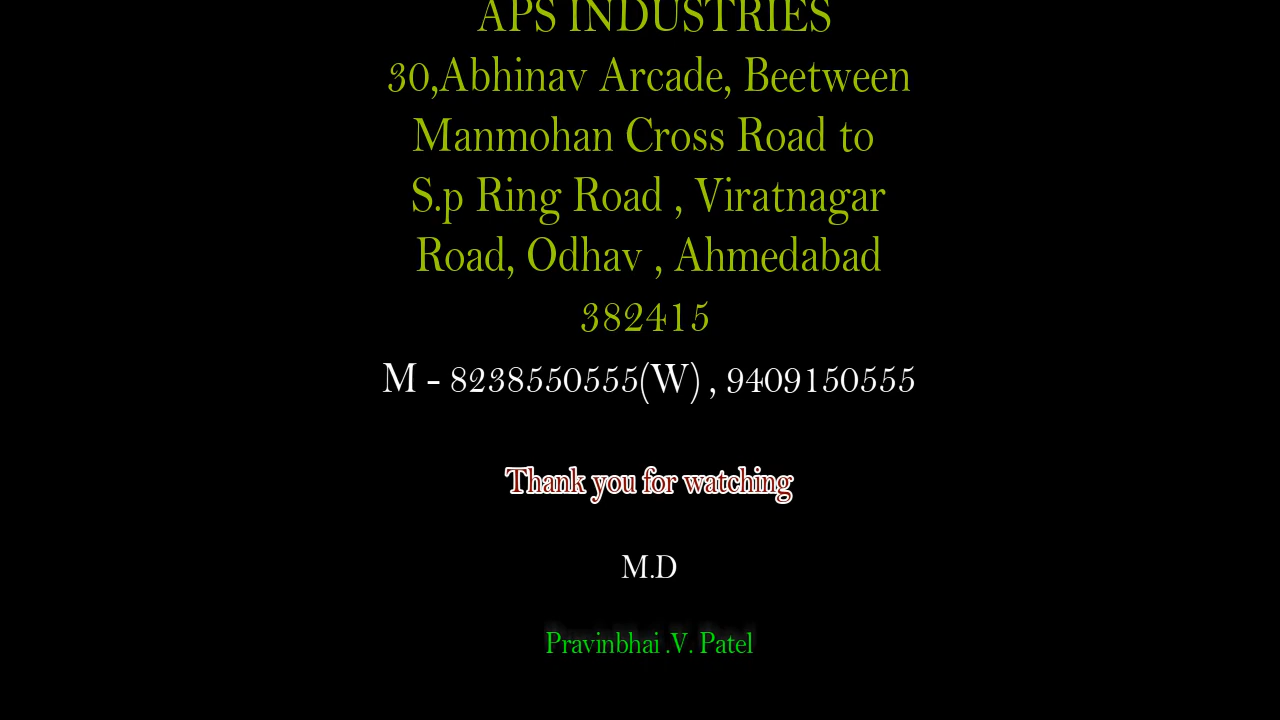 APS INDUSTRIES
30,Abhinav Arcade, Beetween
Manmohan Cross Road to
S.p Ring Road , Viratnagar
Road, Odhav , Ahmedabad
382415
M - 8238550555(W) , 9409150555
Thank you for watching
M.D
Pravinbhai .V. Patel